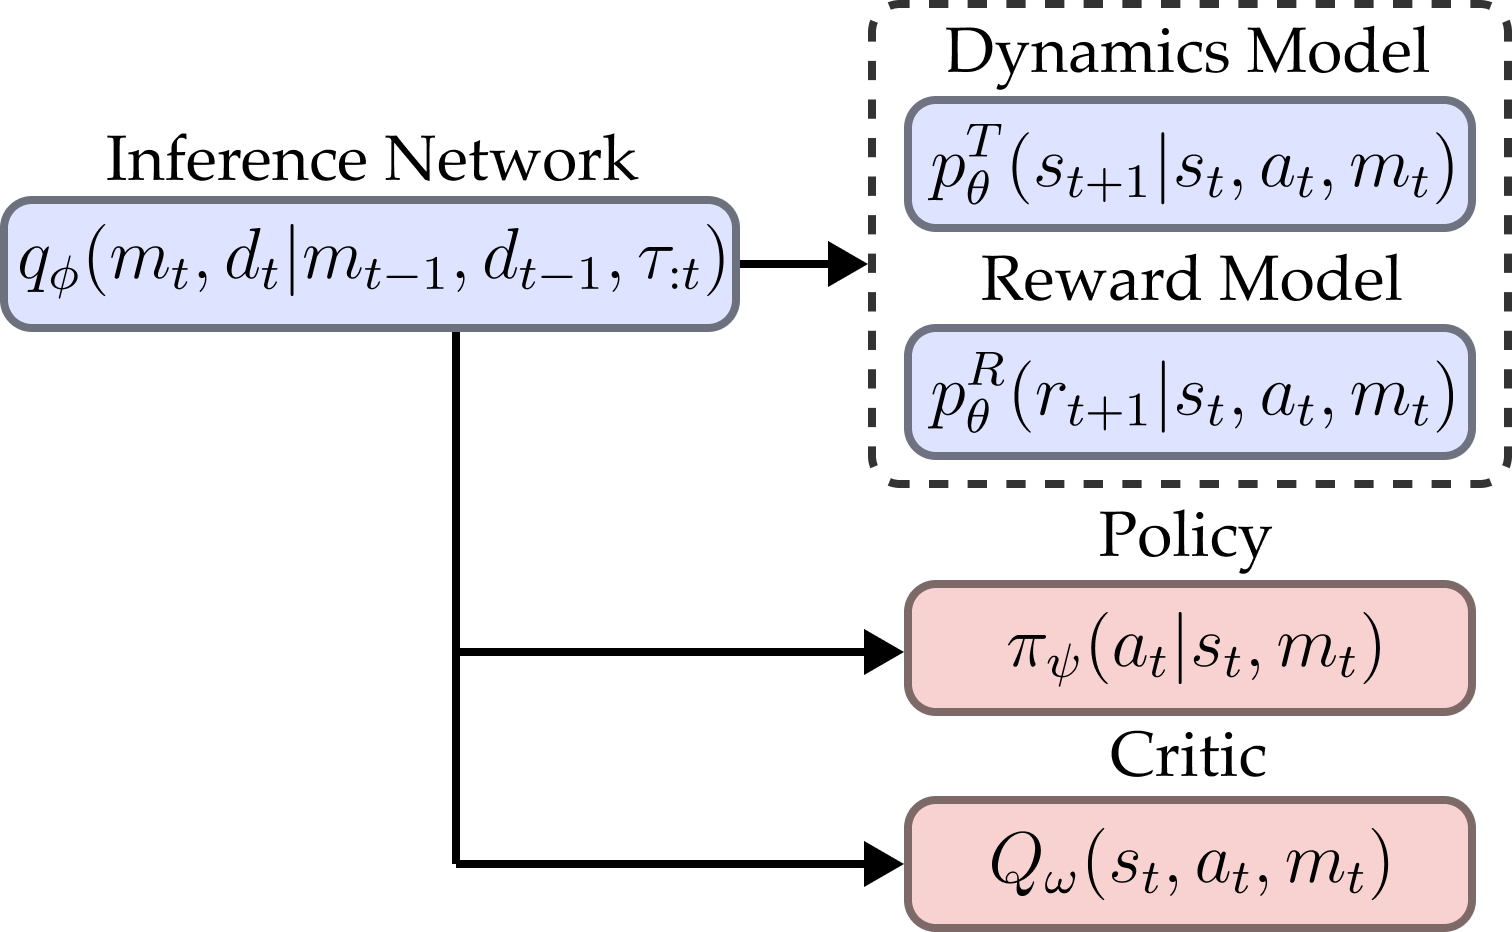 Inference Network
$q_\phi(m_t, d_t|m_{t-1}, d_{t-1}, \tau_{:t})$
Dynamics Model
$p_\theta^T(s_{t+1}|s_t, a_t, m_t)$
Reward Model
$p_\theta^R(r_{t+1}|s_t, a_t, m_t)$
Policy
$\pi_\psi(a_t|s_t, m_t)$
Critic
$Q_\omega(s_t, a_t, m_t)$